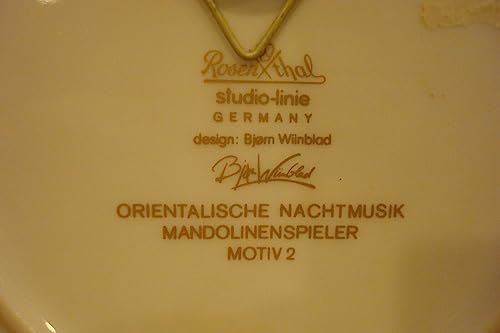 Rosenthal
studio-linie
GERMANY
design: Bjørn Wiinblad
Bjørn Wiinblad
ORIENTALISCHE NACHTMUSIK
MANDOLINENSPIELER
MOTIV 2